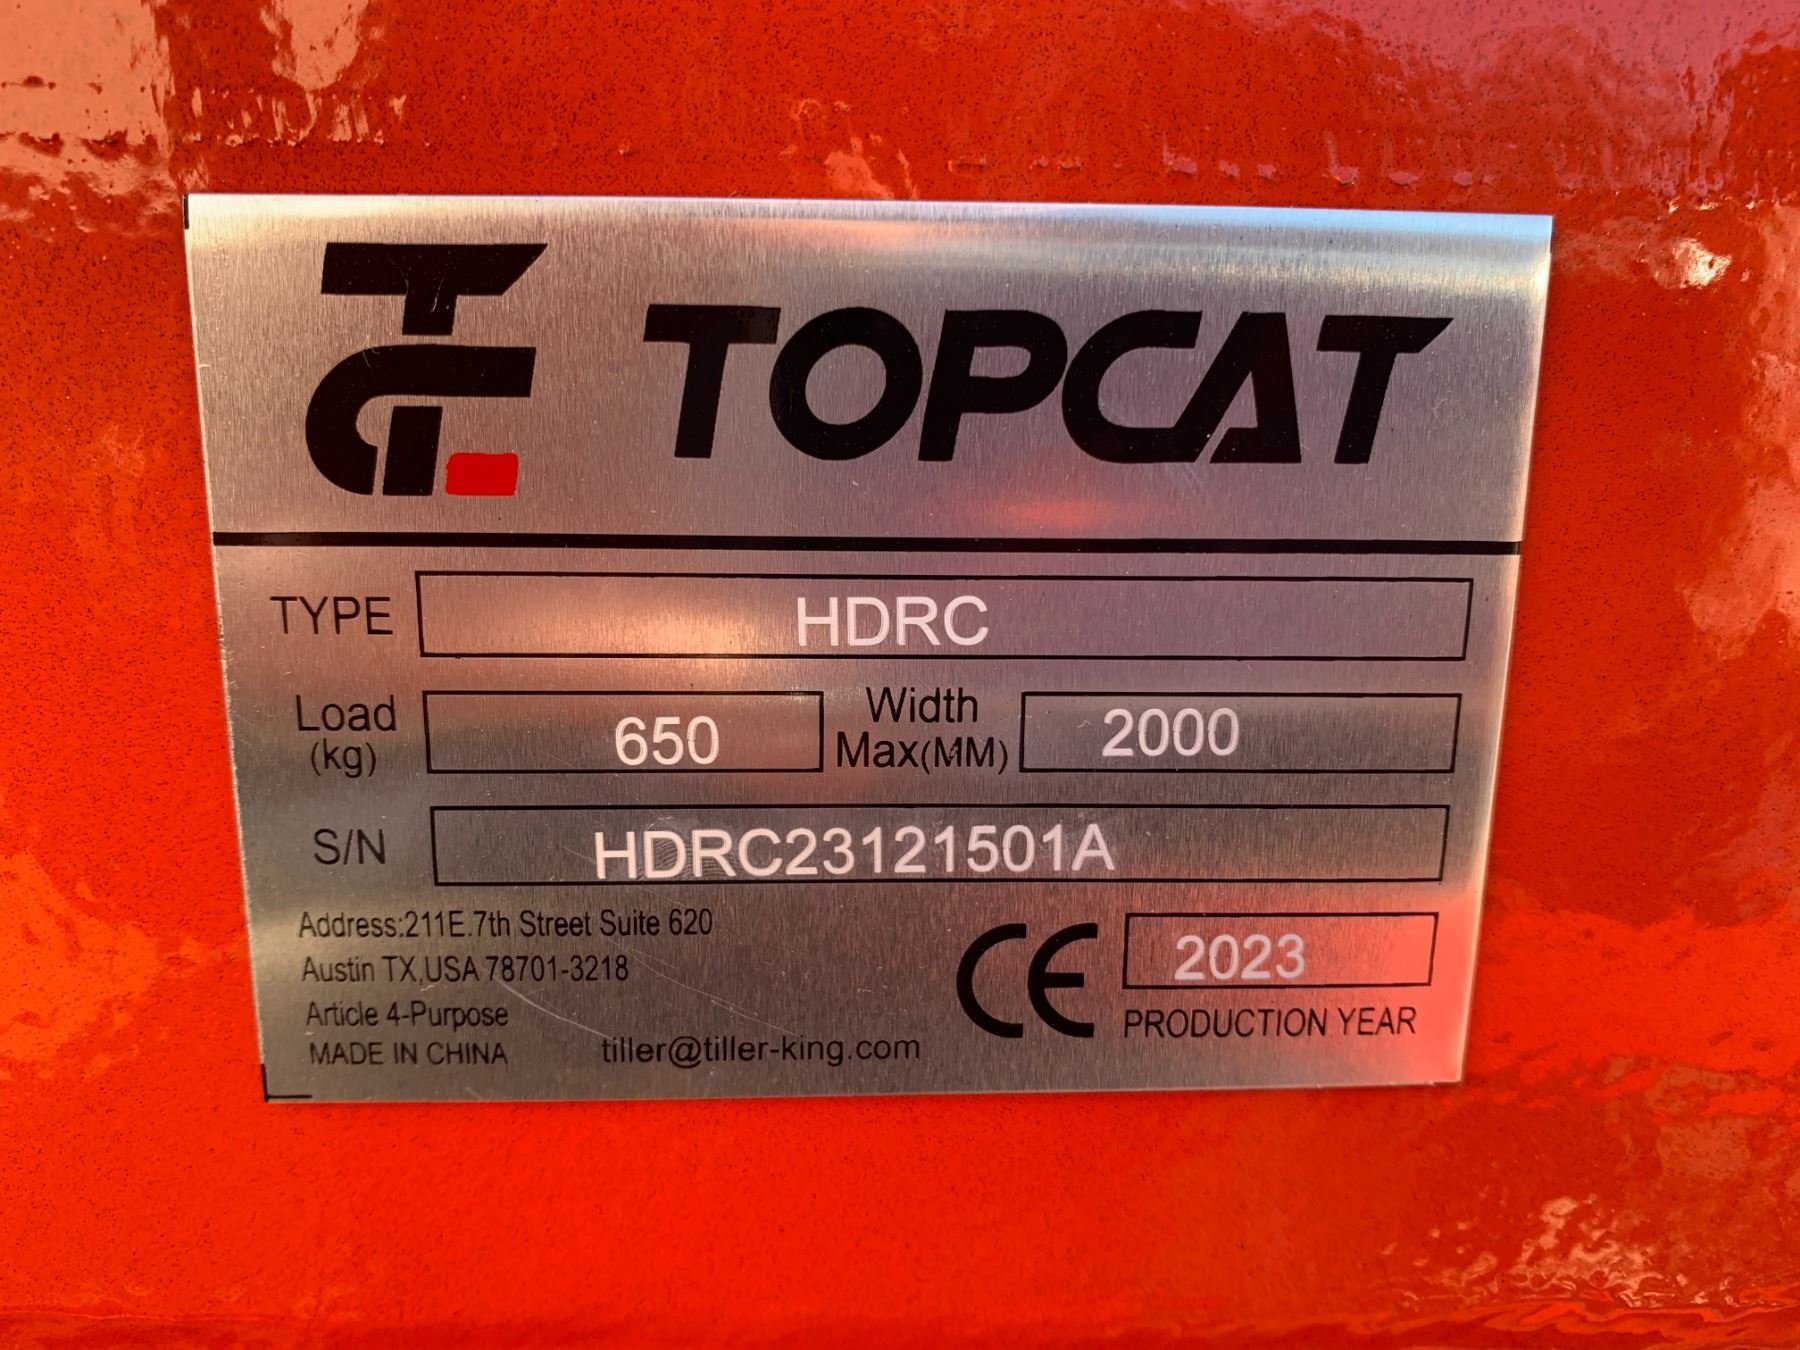 TC
TOPCAT
TYPE HDRC
Load (kg) 650 Width Max(MM) 2000
S/N HDRC23121501A
Address:211E.7th Street Suite 620
Austin TX,USA 78701-3218
Article 4-Purpose
MADE IN CHINA
tiller@tiller-king.com
CE 2023
PRODUCTION YEAR